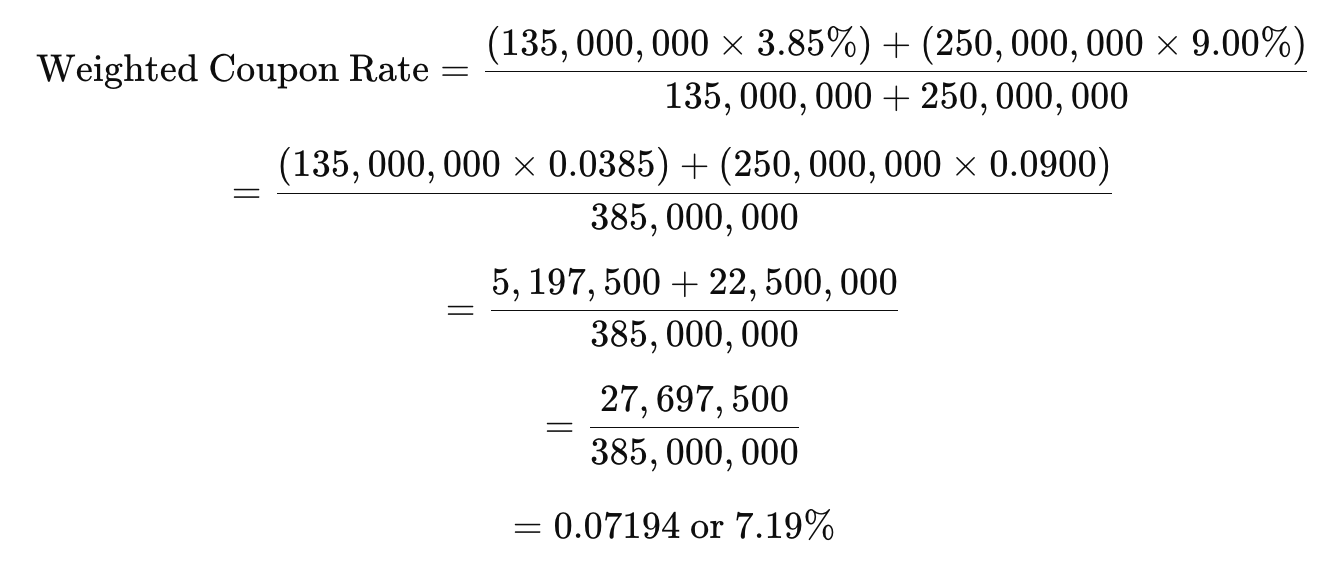 Weighted Coupon Rate = (135,000,000 × 3.85%) + (250,000,000 × 9.00%)
135,000,000 + 250,000,000
= (135,000,000 × 0.0385) + (250,000,000 × 0.0900)
385,000,000
= 5,197,500 + 22,500,000
385,000,000
= 27,697,500
385,000,000
= 0.07194 or 7.19%